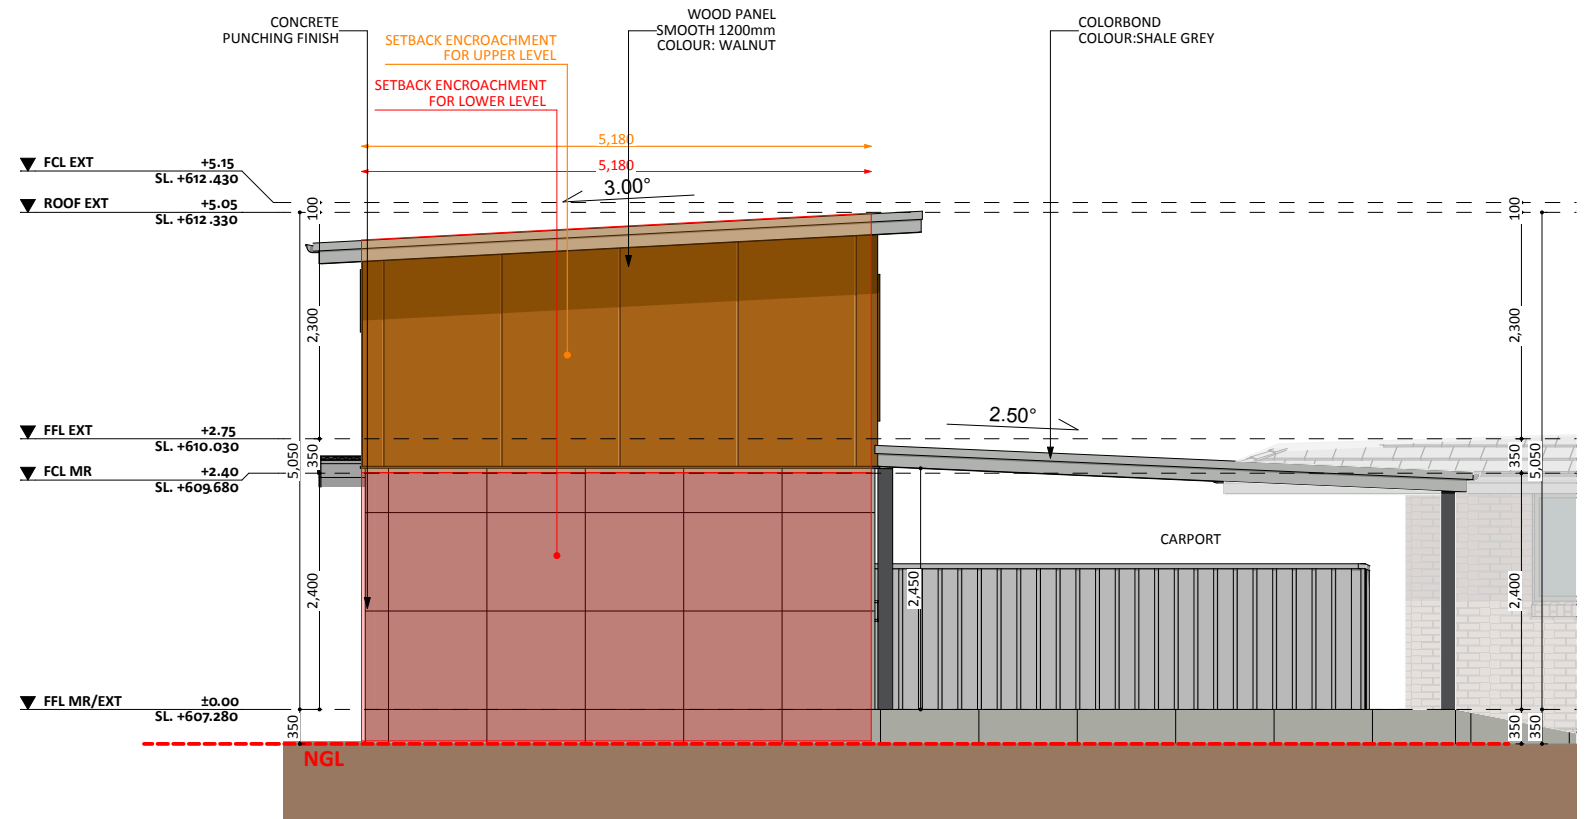 CONCRETE
PUNCHING FINISH
SETBACK ENCROACHMENT
FOR UPPER LEVEL
SETBACK ENCROACHMENT
FOR LOWER LEVEL
WOOD PANEL
SMOOTH 1200mm
COLOUR: WALNUT
COLORBOND
COLOUR:SHALE GREY
5,180
5,180
3.00°
FCL EXT +5.15
SL. +612.430
ROOF EXT +5.05
SL. +612.330
100
100
2,300
2,300
2.50°
FFL EXT +2.75
SL. +610.030
FCL MR +2.40
SL. +609.680
5,050
350
350
5,050
CARPORT
2,400
2,450
2,400
FFL MR/EXT ±0.00
SL. +607.280
350
350
350
NGL